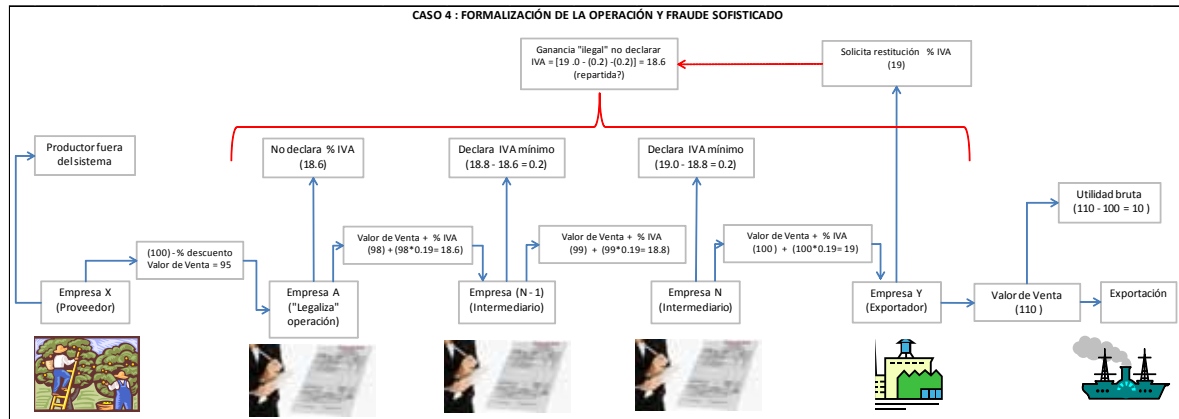 CASO 4 : FORMALIZACIÓN DE LA OPERACIÓN Y FRAUDE SOFISTICADO
Ganancia "ilegal" no declarar
IVA = [19 .0 - (0.2) -(0.2)] = 18.6
(repartida?)
Solicita restitución % IVA
(19)
Productor fuera
del sistema
No declara % IVA
(18.6)
Declara IVA mínimo
(18.8 - 18.6 = 0.2)
Declara IVA mínimo
(19.0 - 18.8 = 0.2)
Utilidad bruta
(110 - 100 = 10 )
(100) - % descuento
Valor de Venta = 95
Valor de Venta + % IVA
(98) + (98*0.19= 18.6)
Valor de Venta + % IVA
(99) + (99*0.19= 18.8)
Valor de Venta + % IVA
(100 ) + (100*0.19= 19)
Empresa X
(Proveedor)
Empresa A
("Legaliza"
operación)
Empresa (N - 1)
(Intermediario)
Empresa N
(Intermediario)
Empresa Y
(Exportador)
Valor de Venta
(110 )
Exportación